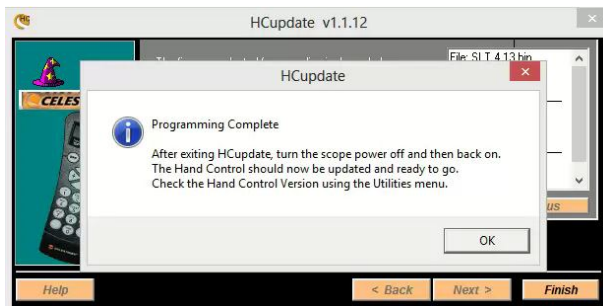 HCupdate v1.1.12
File: SLT 4.13.bin
HCupdate
CELES
Programming Complete
After exiting HCupdate, turn the scope power off and then back on.
The Hand Control should now be updated and ready to go.
Check the Hand Control Version using the Utilities menu.
OK
Help
< Back
Next >
Finish